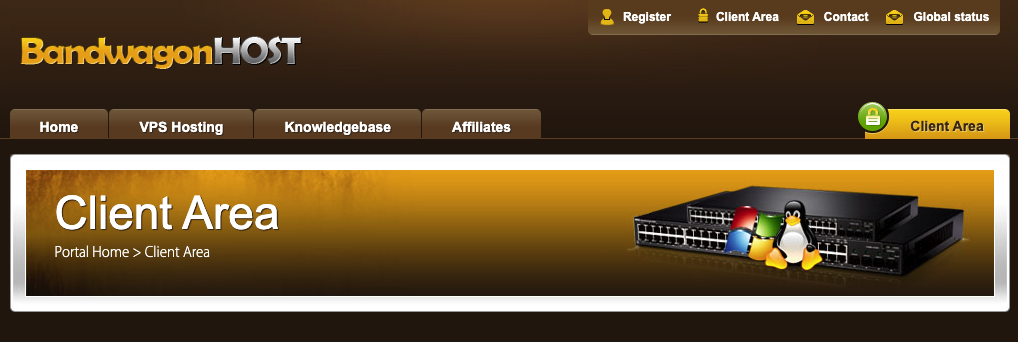 Register Client Area Contact Global status
BandwagonHOST
Home VPS Hosting Knowledgebase Affiliates Client Area
Client Area
Portal Home > Client Area